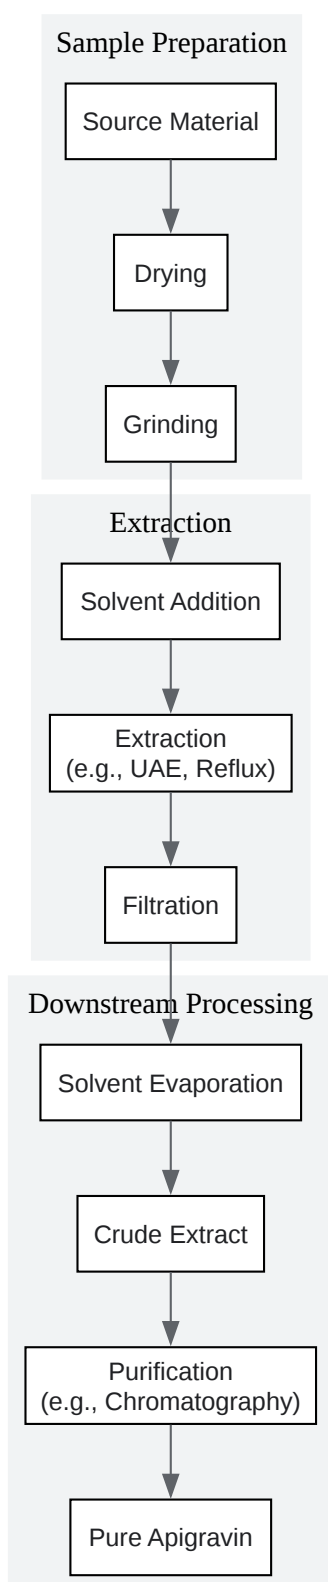 Sample Preparation
Source Material
Drying
Grinding
Extraction
Solvent Addition
Extraction
(e.g., UAE, Reflux)
Filtration
Downstream Processing
Solvent Evaporation
Crude Extract
Purification
(e.g., Chromatography)
Pure Apigravin